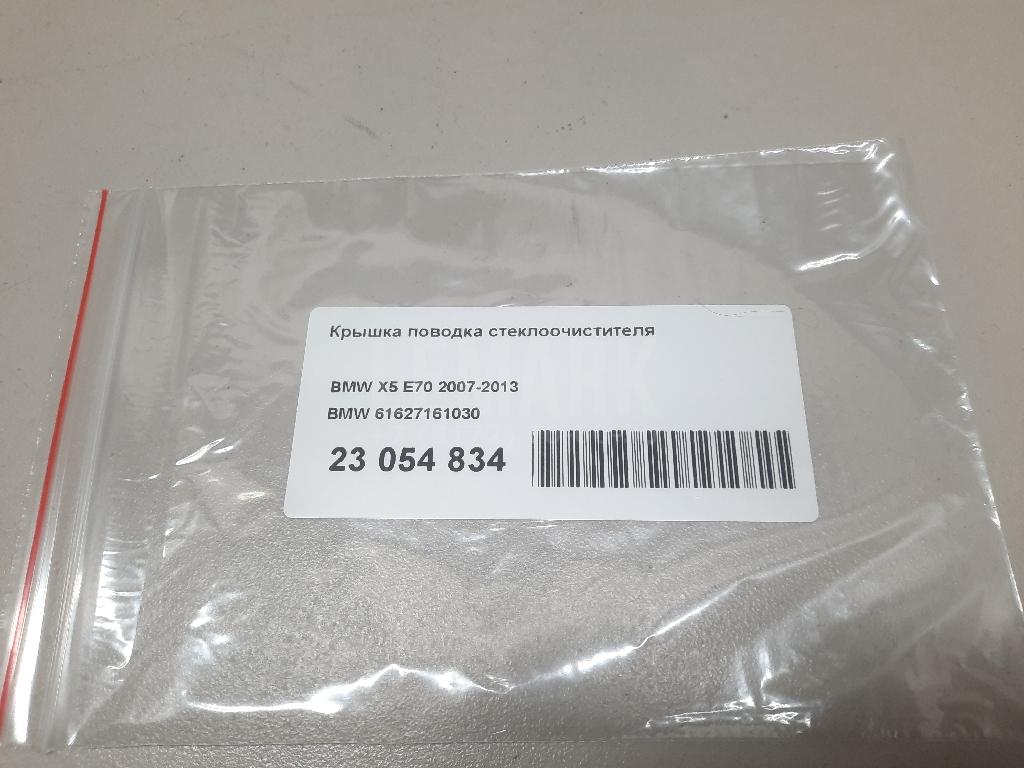 Крышка поводка стеклоочистителя
BMW X5 E70 2007-2013
BMW 61627161030
23 054 834